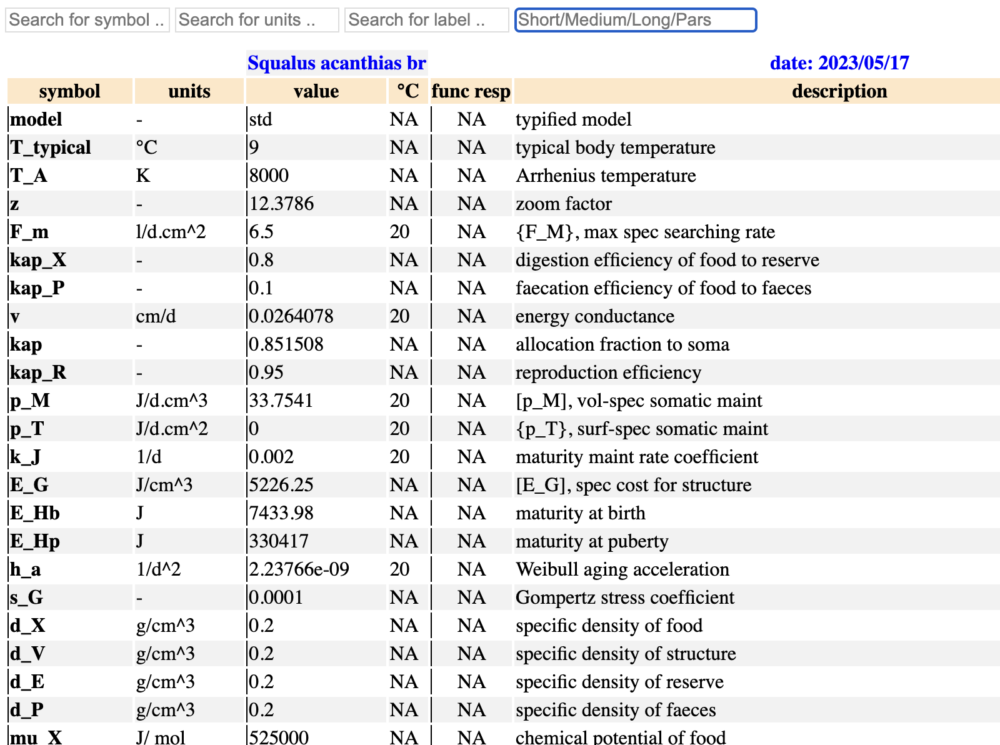 Search for symbol .. Search for units .. Search for label .. Short/Medium/Long/Pars
Squalus acanthias br date: 2023/05/17
symbol units value °C func resp description
model - std NA NA typified model
T_typical °C 9 NA NA typical body temperature
T_A K 8000 NA NA Arrhenius temperature
z - 12.3786 NA NA zoom factor
F_m l/d.cm^2 6.5 20 NA {F_M}, max spec searching rate
kap_X - 0.8 NA NA digestion efficiency of food to reserve
kap_P - 0.1 NA NA faecation efficiency of food to faeces
v cm/d 0.0264078 20 NA energy conductance
kap - 0.851508 NA NA allocation fraction to soma
kap_R - 0.95 NA NA reproduction efficiency
p_M J/d.cm^3 33.7541 20 NA [p_M], vol-spec somatic maint
p_T J/d.cm^2 0 20 NA {p_T}, surf-spec somatic maint
k_J 1/d 0.002 20 NA maturity maint rate coefficient
E_G J/cm^3 5226.25 NA NA [E_G], spec cost for structure
E_Hb J 7433.98 NA NA maturity at birth
E_Hp J 330417 NA NA maturity at puberty
h_a 1/d^2 2.23766e-09 20 NA Weibull aging acceleration
s_G - 0.0001 NA NA Gompertz stress coefficient
d_X g/cm^3 0.2 NA NA specific density of food
d_V g/cm^3 0.2 NA NA specific density of structure
d_E g/cm^3 0.2 NA NA specific density of reserve
d_P g/cm^3 0.2 NA NA specific density of faeces
mu_X J/ mol 525000 NA NA chemical potential of food